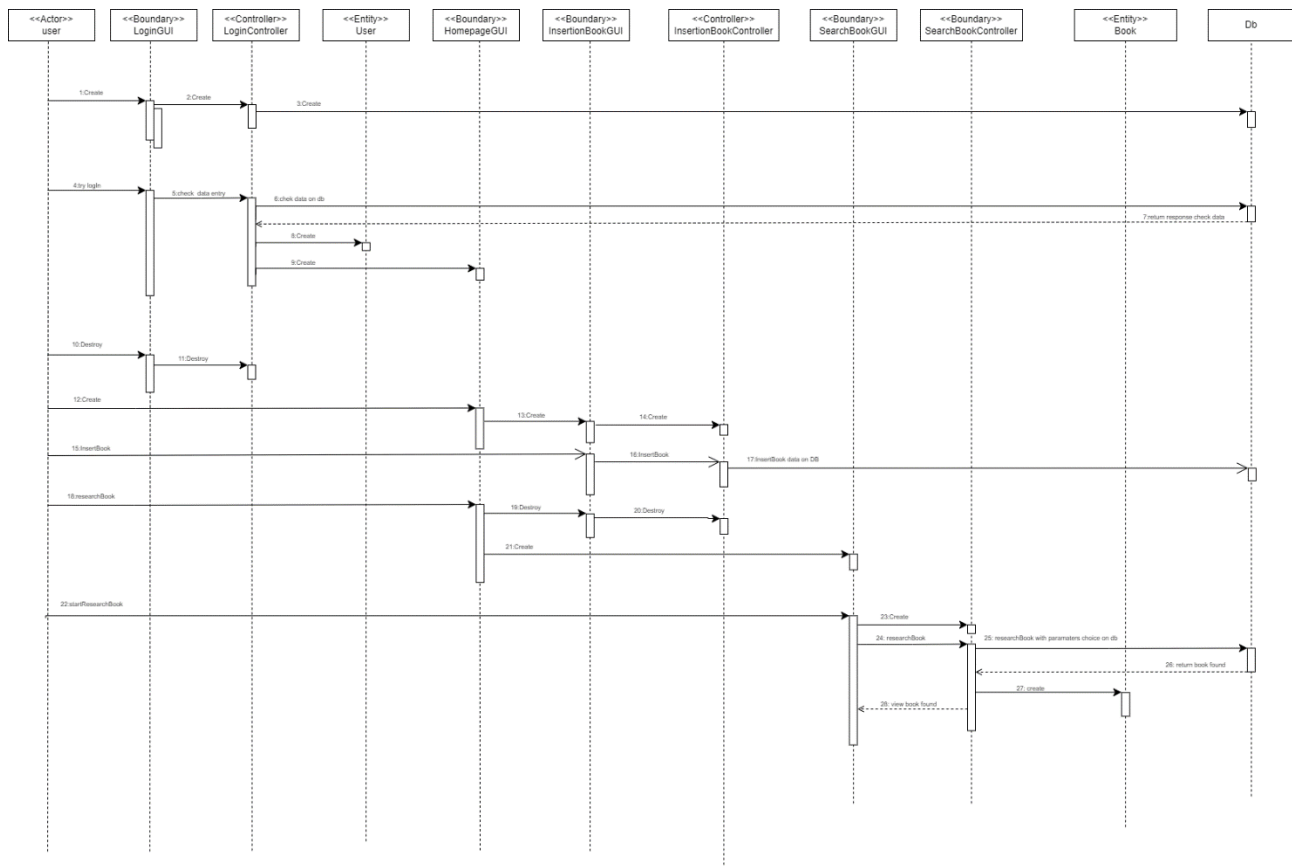 <<Actor>>
user
<<Boundary>>
LoginGUI
<<Controller>>
LoginController
<<Entity>>
User
<<Boundary>>
HomepageGUI
<<Boundary>>
InsertionBookGUI
<<Controller>>
InsertionBookController
<<Boundary>>
SearchBookGUI
<<Boundary>>
SearchBookController
<<Entity>>
Book
Db
1:Create
2:Create
3:Create
4:try logIn
5:check data entry
6:chek data on db
7:return response check data
8:Create
9:Create
10:Destroy
11:Destroy
12:Create
13:Create
14:Create
15:InsertBook
16:InsertBook
17:InsertBook data on DB
18:researchBook
19:Destroy
20:Destroy
21:Create
22:startResearchBook
23:Create
24: researchBook
25: researchBook with paramaters choice on db
26: return book found
27: create
28: view book found